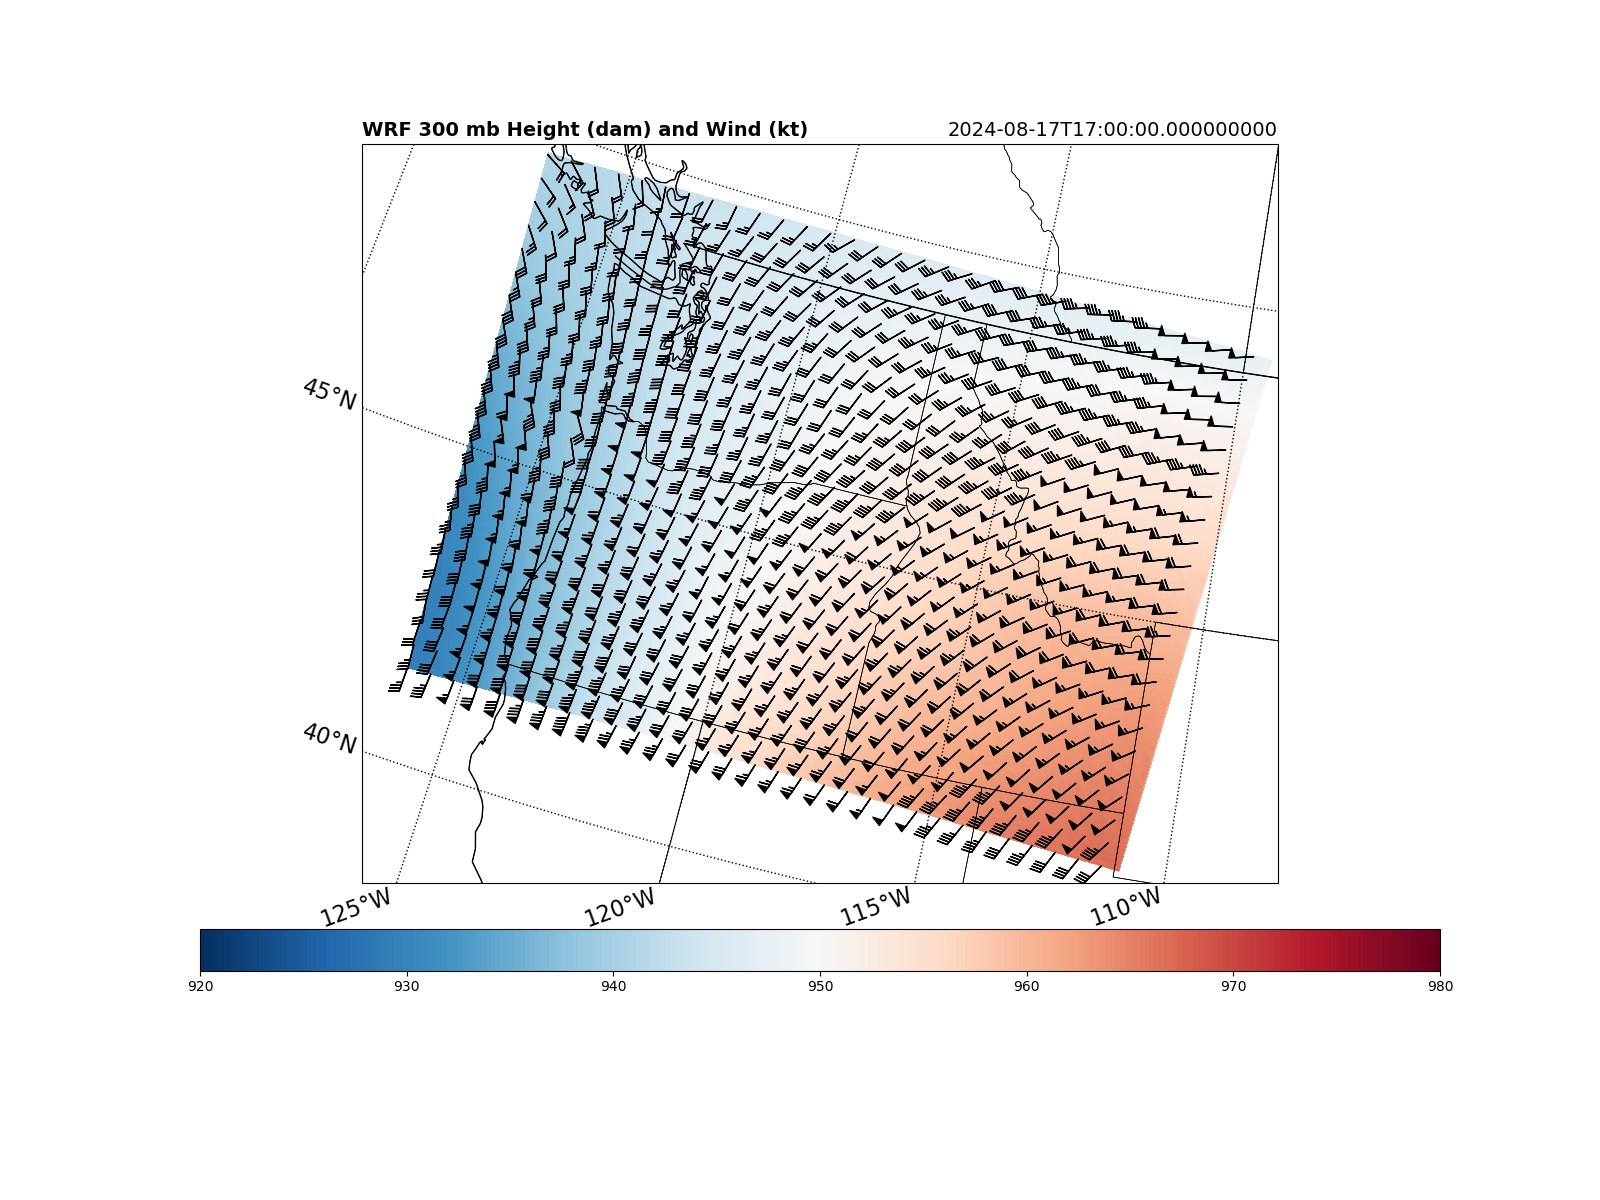 WRF 300 mb Height (dam) and Wind (kt) 2024-08-17T17:00:00.000000000
45°N
40°N
125°W 120°W 115°W 110°W
920 930 940 950 960 970 980